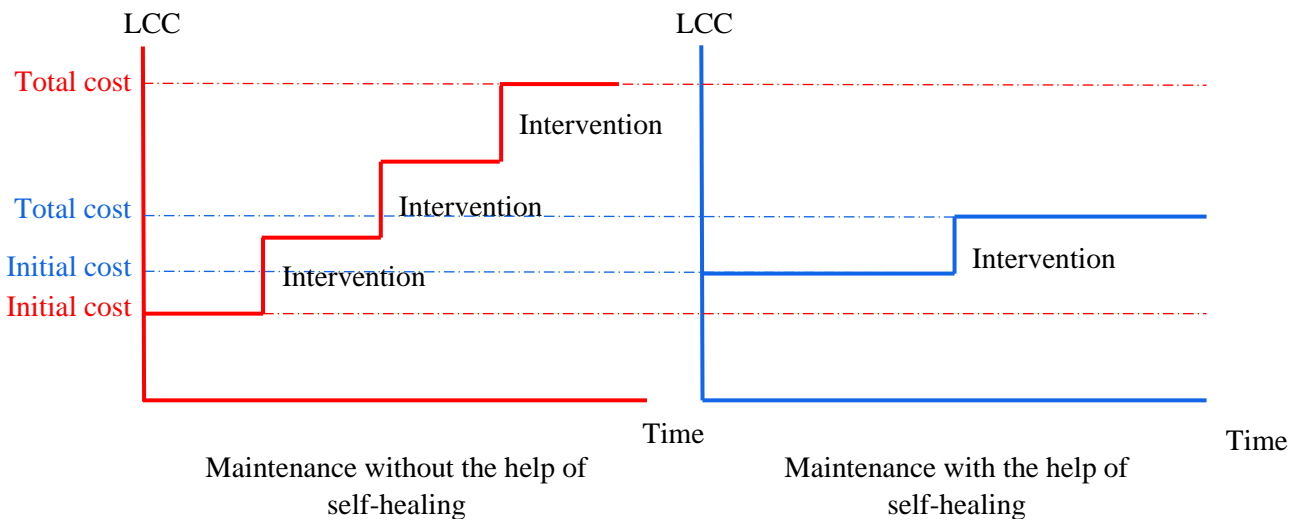 LCC
LCC
Total cost
Intervention
Total cost
Intervention
Initial cost
Intervention
Intervention
Initial cost
Time
Time
Maintenance without the help of
self-healing
Maintenance with the help of
self-healing